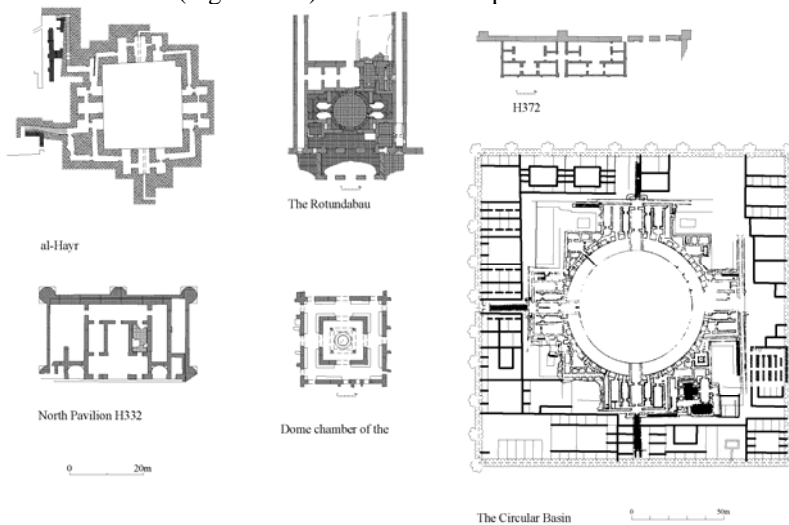 The Rotundabau
H372
al-Hayr
North Pavilion H332
Dome chamber of the
0 20m
The Circular Basin
0 50m